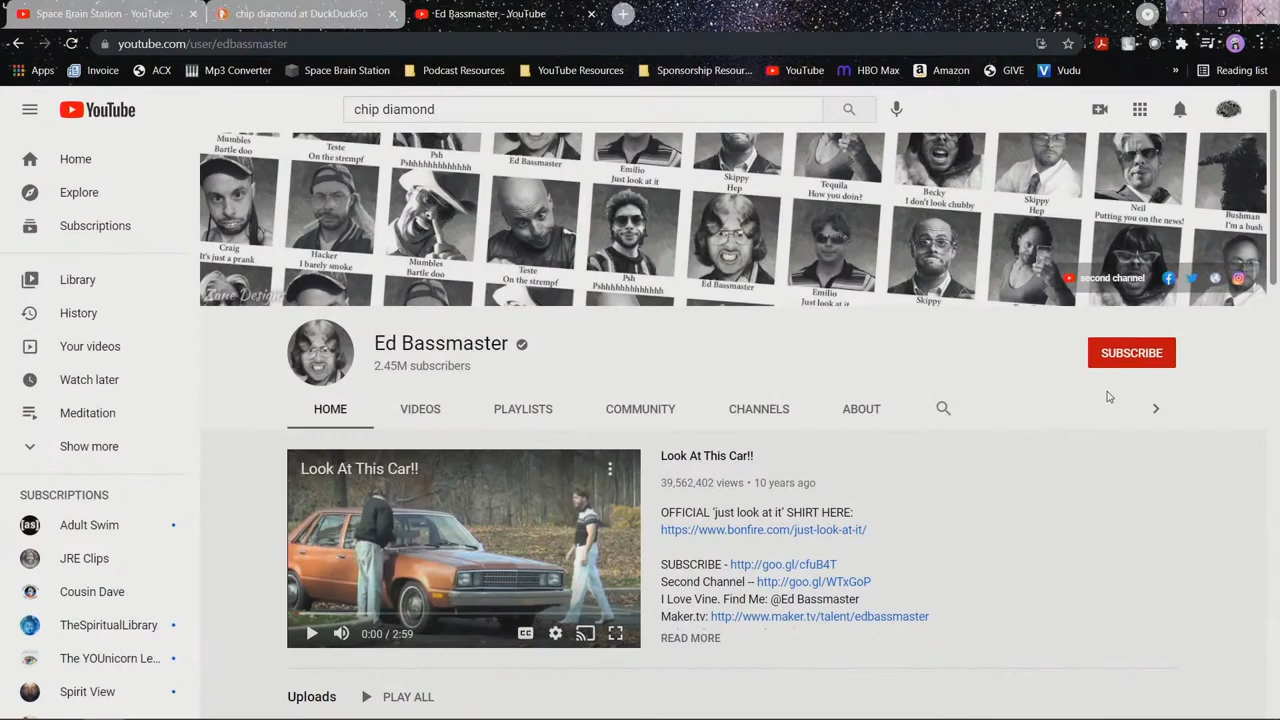 Space Brain Station - YouTube
chip diamond at DuckDuckGo
Ed Bassmaster - YouTube
youtube.com/user/edbassmaster
Apps
Invoice
ACX
Mp3 Converter
Space Brain Station
Podcast Resources
YouTube Resources
Sponsorship Resour...
YouTube
HBO Max
Amazon
GIVE
Vudu
»
Reading list
YouTube
chip diamond
Mumbles
Bartle doo
Teste
On the strempf
Psh
Pshhhhhhhhhhhh
Ed Bassmaster
Emilio
Just look at it
Skippy
Hep
Tequila
How you doin?
Becky
I don't look chubby
Skippy
Hep
Neil
Putting you on the news!
Bushman
I'm a bush
Craig
It's just a prank
Hacker
I barely smoke
Mumbles
Bartle doo
Teste
On the strempf
Psh
Pshhhhhhhhhhhh
Ed Bassmaster
Emilio
Just look at it
Skippy
Zane Design
second channel
Home
Explore
Subscriptions
Library
History
Your videos
Watch later
Meditation
Show more
SUBSCRIPTIONS
[as] Adult Swim
JRE Clips
Cousin Dave
TheSpiritualLibrary
The YOUnicorn Le...
Spirit View
Ed Bassmaster
2.45M subscribers
SUBSCRIBE
HOME
VIDEOS
PLAYLISTS
COMMUNITY
CHANNELS
ABOUT
Look At This Car!!
0:00 / 2:59
CC
Look At This Car!!
39,562,402 views • 10 years ago
OFFICIAL 'just look at it' SHIRT HERE:
https://www.bonfire.com/just-look-at-it/
SUBSCRIBE - http://goo.gl/cfuB4T
Second Channel -- http://goo.gl/WTxGoP
I Love Vine. Find Me: @Ed Bassmaster
Maker.tv: http://www.maker.tv/talent/edbassmaster
READ MORE
Uploads
PLAY ALL